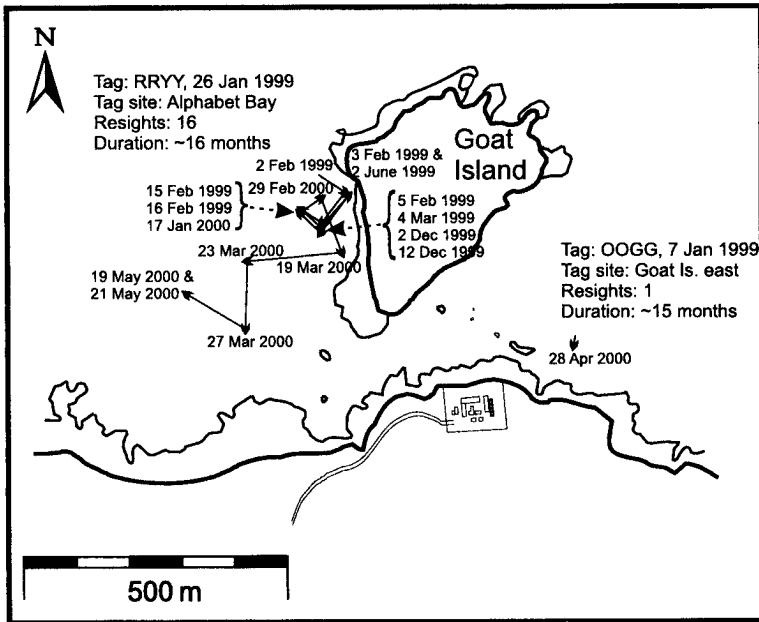 N
Tag: RRYY, 26 Jan 1999
Tag site: Alphabet Bay
Resights: 16
Duration: ~16 months
Goat
Island
3 Feb 1999 &
2 June 1999
2 Feb 1999
29 Feb 2000
15 Feb 1999
16 Feb 1999
17 Jan 2000
5 Feb 1999
4 Mar 1999
2 Dec 1999
12 Dec 1999
23 Mar 2000
19 Mar 2000
19 May 2000 &
21 May 2000
27 Mar 2000
Tag: OOGG, 7 Jan 1999
Tag site: Goat Is. east
Resights: 1
Duration: ~15 months
28 Apr 2000
500 m